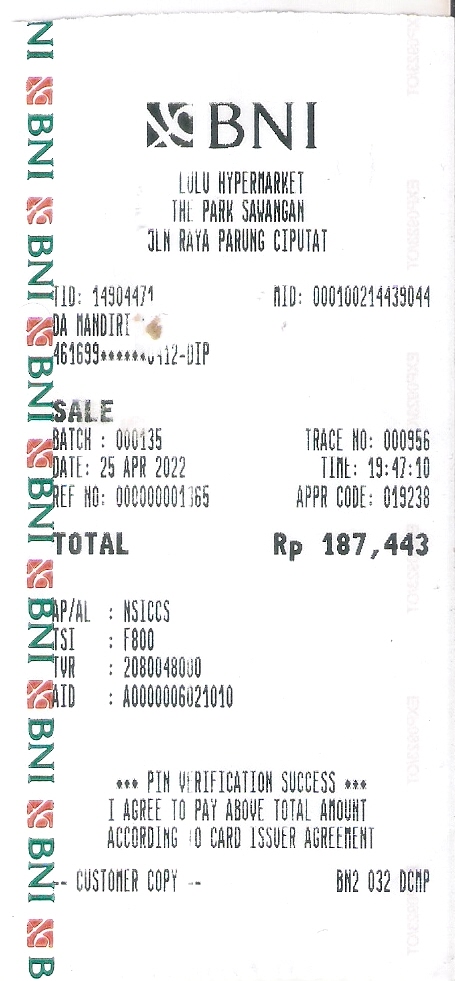 BNI
LULU HYPERMARKET
THE PARK SAWANGAN
JLN RAYA PARUNG CIPUTAT
TID: 14904471 MID: 000100214439044
DA MANDIRI
461699******0412-DIP
SALE
BATCH : 000135 TRACE NO: 000956
DATE: 25 APR 2022 TIME: 19:47:10
REF NO: 000000001365 APPR CODE: 019238
TOTAL Rp 187,443
AP/AL : NSICCS
TSI : F800
TVR : 2080048000
AID : A0000006021010
*** PIN VERIFICATION SUCCESS ***
I AGREE TO PAY ABOVE TOTAL AMOUNT
ACCORDING TO CARD ISSUER AGREEMENT
-- CUSTOMER COPY -- BN2 032 DCMP
BNI BNI BNI BNI BNI BNI BNI BNI B